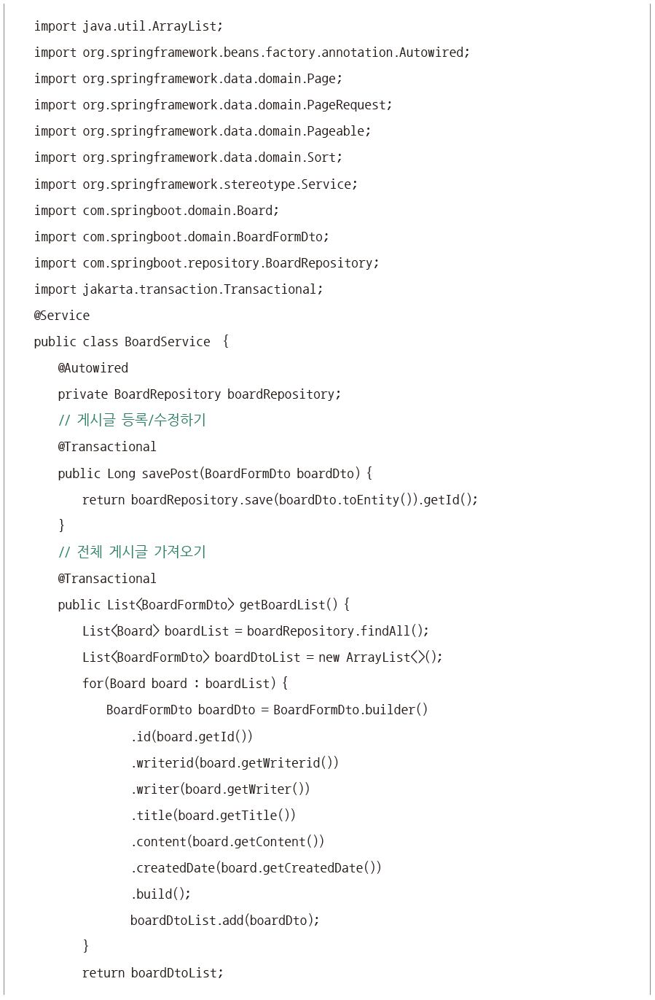 import java.util.ArrayList;
import org.springframework.beans.factory.annotation.Autowired;
import org.springframework.data.domain.Page;
import org.springframework.data.domain.PageRequest;
import org.springframework.data.domain.Pageable;
import org.springframework.data.domain.Sort;
import org.springframework.stereotype.Service;
import com.springboot.domain.Board;
import com.springboot.domain.BoardFormDto;
import com.springboot.repository.BoardRepository;
import jakarta.transaction.Transactional;
@Service
public class BoardService  {
    @Autowired
    private BoardRepository boardRepository;
    // 게시글 등록/수정하기
    @Transactional
    public Long savePost(BoardFormDto boardDto) {
        return boardRepository.save(boardDto.toEntity()).getId();
    }
    // 전체 게시글 가져오기
    @Transactional
    public List<BoardFormDto> getBoardList() {
        List<Board> boardList = boardRepository.findAll();
        List<BoardFormDto> boardDtoList = new ArrayList<>();
        for(Board board : boardList) {
            BoardFormDto boardDto = BoardFormDto.builder()
                .id(board.getId())
                .writerid(board.getWriterid())
                .writer(board.getWriter())
                .title(board.getTitle())
                .content(board.getContent())
                .createdDate(board.getCreatedDate())
                .build();
                boardDtoList.add(boardDto);
        }
        return boardDtoList;